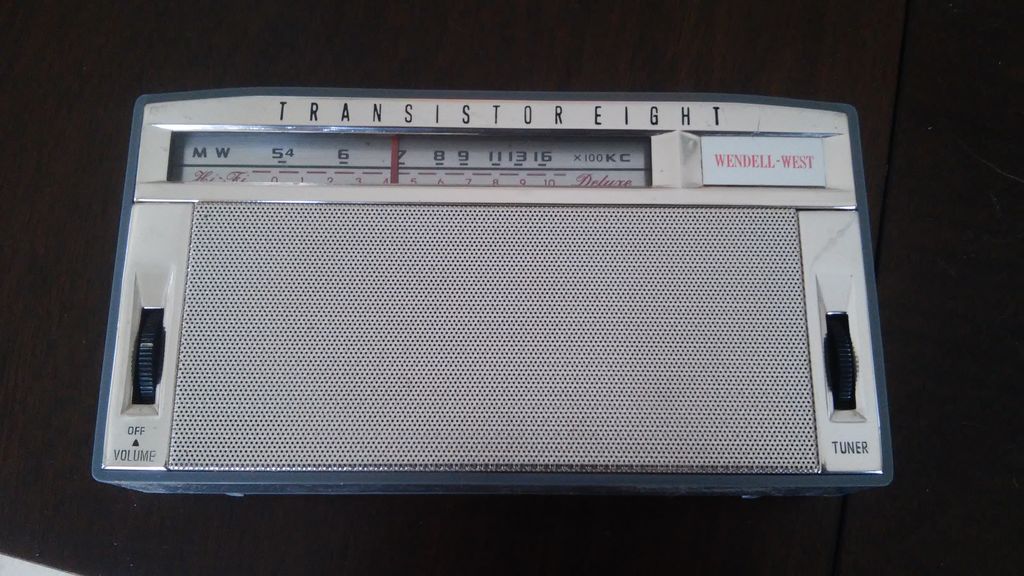 TRANSISTOR EIGHT
MW 54 6 7 8 9 11 13 16 x100KC
Hi-Fi 0 1 2 3 4 5 6 7 8 9 10 Deluxe
WENDELL-WEST
OFF
▲
VOLUME
TUNER